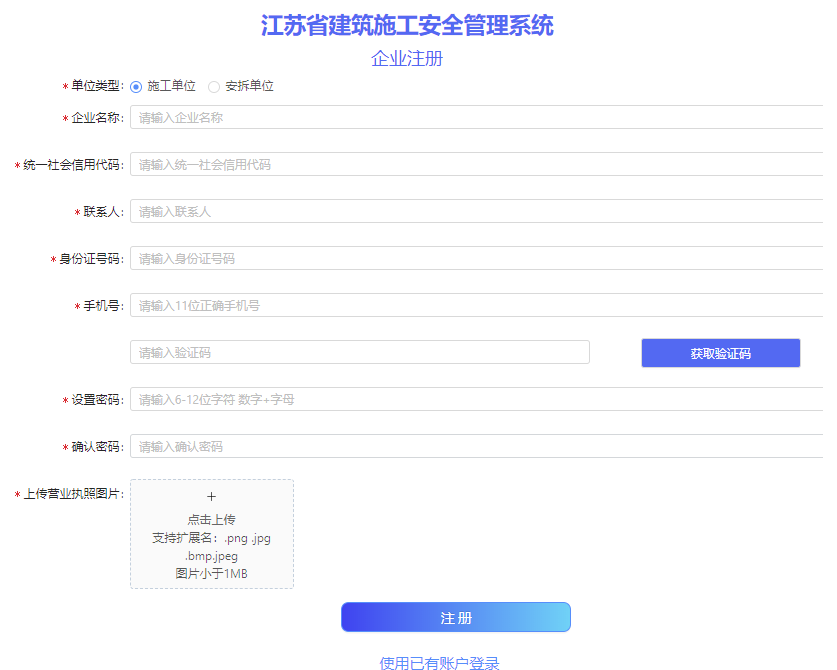 江苏省建筑施工安全管理系统
企业注册
* 单位类型: 施工单位 安拆单位
* 企业名称: 请输入企业名称
* 统一社会信用代码: 请输入统一社会信用代码
* 联系人: 请输入联系人
* 身份证号码: 请输入身份证号码
* 手机号: 请输入11位正确手机号
请输入验证码 获取验证码
* 设置密码: 请输入6-12位字符 数字+字母
* 确认密码: 请输入确认密码
* 上传营业执照图片: +
点击上传
支持扩展名: .png .jpg
.bmp.jpeg
图片小于1MB
注 册
使用已有账户登录